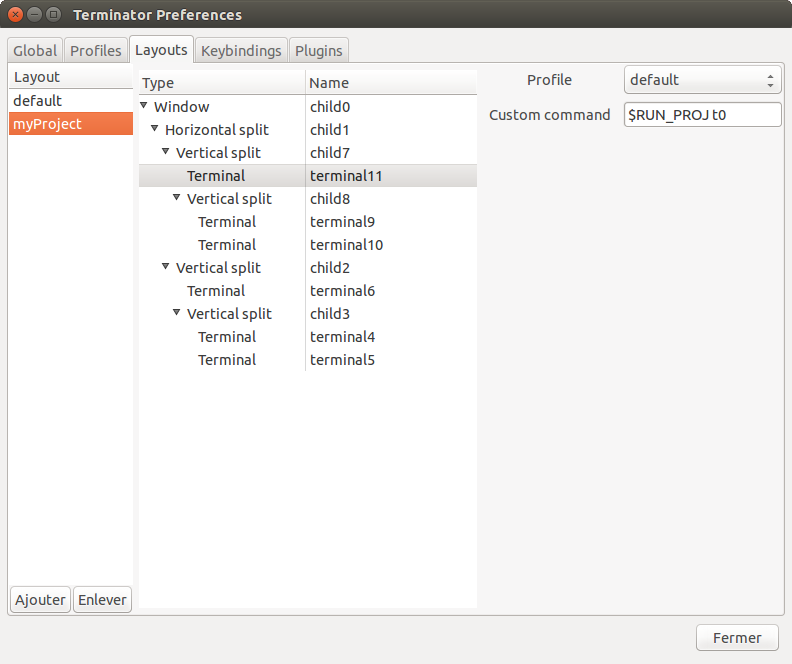 Terminator Preferences
Global Profiles Layouts Keybindings Plugins
Layout
default
myProject
Type Name
Window child0
Horizontal split child1
Vertical split child7
Terminal terminal11
Vertical split child8
Terminal terminal9
Terminal terminal10
Vertical split child2
Terminal terminal6
Vertical split child3
Terminal terminal4
Terminal terminal5
Profile default
Custom command $RUN_PROJ t0
Ajouter Enlever
Fermer